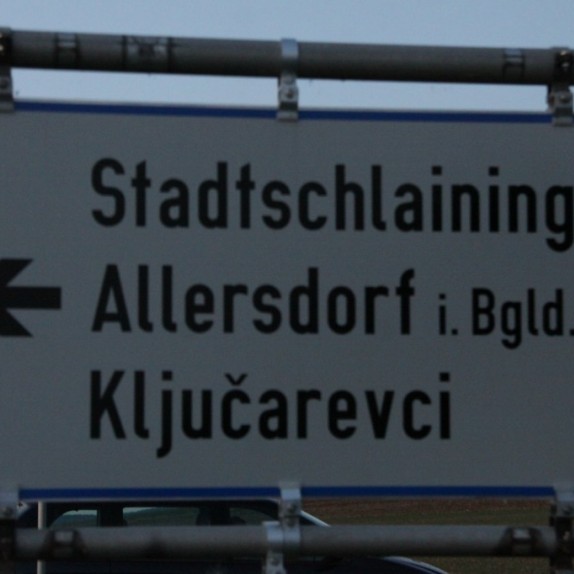 Stadtschlaining
Allersdorf i. Bgld.
Ključarevci